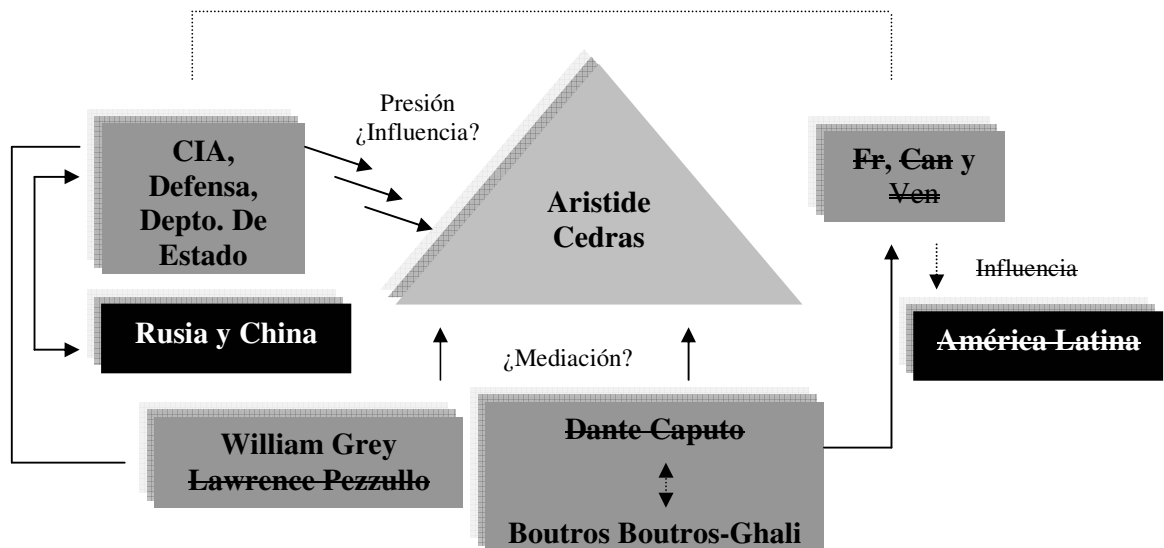 Presión
¿Influencia?
CIA,
Defensa,
Depto. De
Estado
Aristide
Cedras
Fr, Can y
Ven
Influencia
Rusia y China
América Latina
¿Mediación?
William Grey
Lawrence Pezzullo
Dante Caputo
Boutros Boutros-Ghali